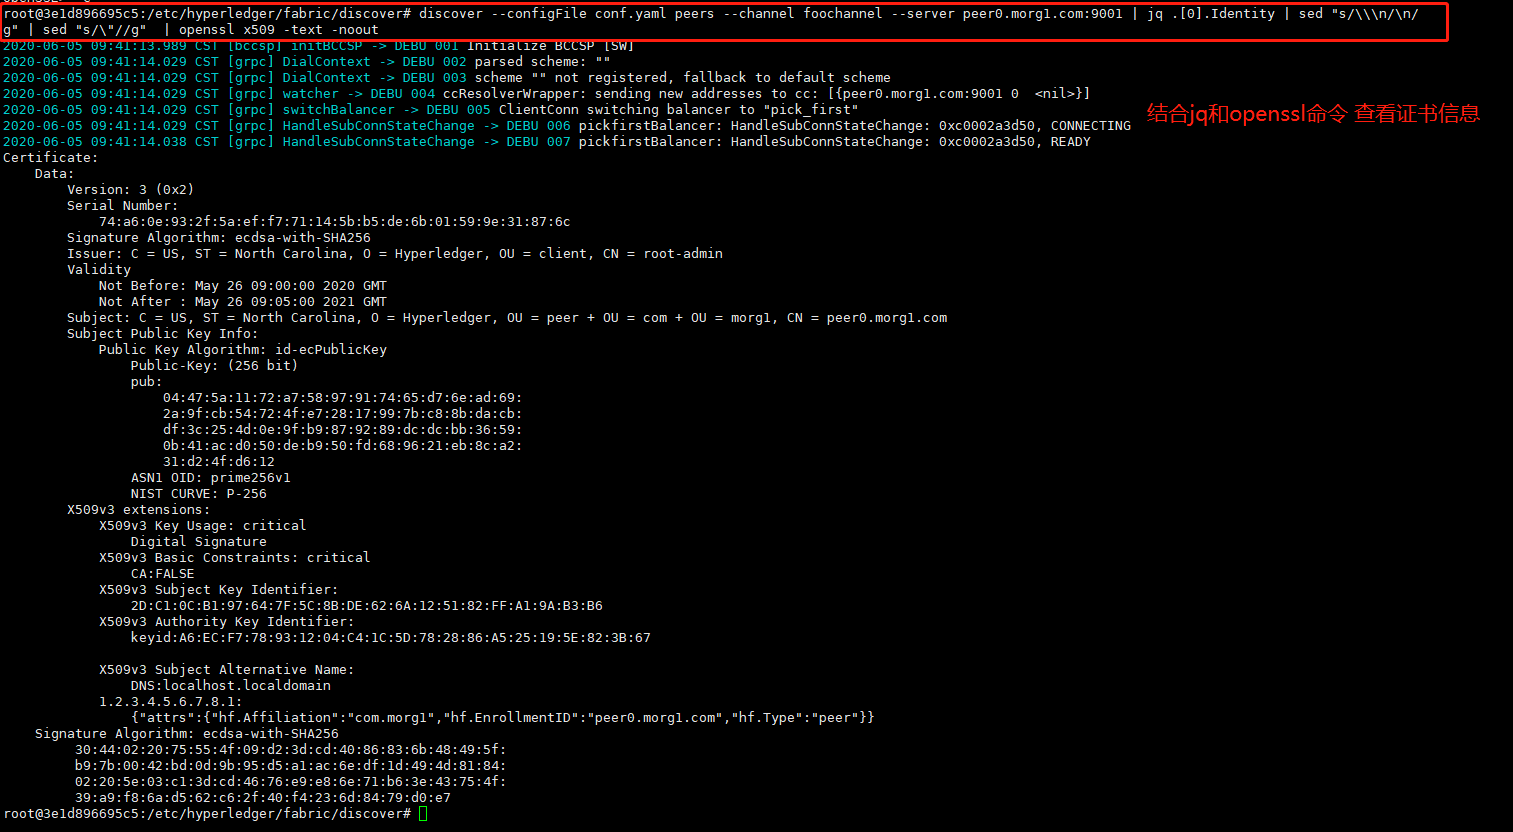 root@3e1d896695c5:/etc/hyperledger/fabric/discover# discover --configFile conf.yaml peers --channel foochannel --server peer0.morg1.com:9001 | jq .[0].Identity | sed "s/\\\n/\n/
g" | sed "s/\"//g"  | openssl x509 -text -noout
2020-06-05 09:41:13.989 CST [bccsp] initBCCSP -> DEBU 001 Initialize BCCSP [SW]
2020-06-05 09:41:14.029 CST [grpc] DialContext -> DEBU 002 parsed scheme: ""
2020-06-05 09:41:14.029 CST [grpc] DialContext -> DEBU 003 scheme "" not registered, fallback to default scheme
2020-06-05 09:41:14.029 CST [grpc] watcher -> DEBU 004 ccResolverWrapper: sending new addresses to cc: [{peer0.morg1.com:9001 0  <nil>}]
2020-06-05 09:41:14.029 CST [grpc] switchBalancer -> DEBU 005 ClientConn switching balancer to "pick_first"
结合jq和openssl命令 查看证书信息
2020-06-05 09:41:14.029 CST [grpc] HandleSubConnStateChange -> DEBU 006 pickfirstBalancer: HandleSubConnStateChange: 0xc0002a3d50, CONNECTING
2020-06-05 09:41:14.038 CST [grpc] HandleSubConnStateChange -> DEBU 007 pickfirstBalancer: HandleSubConnStateChange: 0xc0002a3d50, READY
Certificate:
    Data:
        Version: 3 (0x2)
        Serial Number:
            74:a6:0e:93:2f:5a:ef:f7:71:14:5b:b5:de:6b:01:59:9e:31:87:6c
        Signature Algorithm: ecdsa-with-SHA256
        Issuer: C = US, ST = North Carolina, O = Hyperledger, OU = client, CN = root-admin
        Validity
            Not Before: May 26 09:00:00 2020 GMT
            Not After : May 26 09:05:00 2021 GMT
        Subject: C = US, ST = North Carolina, O = Hyperledger, OU = peer + OU = com + OU = morg1, CN = peer0.morg1.com
        Subject Public Key Info:
            Public Key Algorithm: id-ecPublicKey
                Public-Key: (256 bit)
                pub:
                    04:47:5a:11:72:a7:58:97:91:74:65:d7:6e:ad:69:
                    2a:9f:cb:54:72:4f:e7:28:17:99:7b:c8:8b:da:cb:
                    df:3c:25:4d:0e:9f:b9:87:92:89:dc:dc:bb:36:59:
                    0b:41:ac:d0:50:de:b9:50:fd:68:96:21:eb:8c:a2:
                    31:d2:4f:d6:12
                ASN1 OID: prime256v1
                NIST CURVE: P-256
        X509v3 extensions:
            X509v3 Key Usage: critical
                Digital Signature
            X509v3 Basic Constraints: critical
                CA:FALSE
            X509v3 Subject Key Identifier:
                2D:C1:0C:B1:97:64:7F:5C:8B:DE:62:6A:12:51:82:FF:A1:9A:B3:B6
            X509v3 Authority Key Identifier:
                keyid:A6:EC:F7:78:93:12:04:C4:1C:5D:78:28:86:A5:25:19:5E:82:3B:67
            X509v3 Subject Alternative Name:
                DNS:localhost.localdomain
            1.2.3.4.5.6.7.8.1:
                {"attrs":{"hf.Affiliation":"com.morg1","hf.EnrollmentID":"peer0.morg1.com","hf.Type":"peer"}}
    Signature Algorithm: ecdsa-with-SHA256
         30:44:02:20:75:55:4f:09:d2:3d:cd:40:86:83:6b:48:49:5f:
         b9:7b:00:42:bd:0d:9b:95:d5:a1:ac:6e:df:1d:49:4d:81:84:
         02:20:5e:03:c1:3d:cd:46:76:e9:e8:6e:71:b6:3e:43:75:4f:
         39:a9:f8:6a:d5:62:c6:2f:40:f4:23:6d:84:79:d0:e7
root@3e1d896695c5:/etc/hyperledger/fabric/discover#